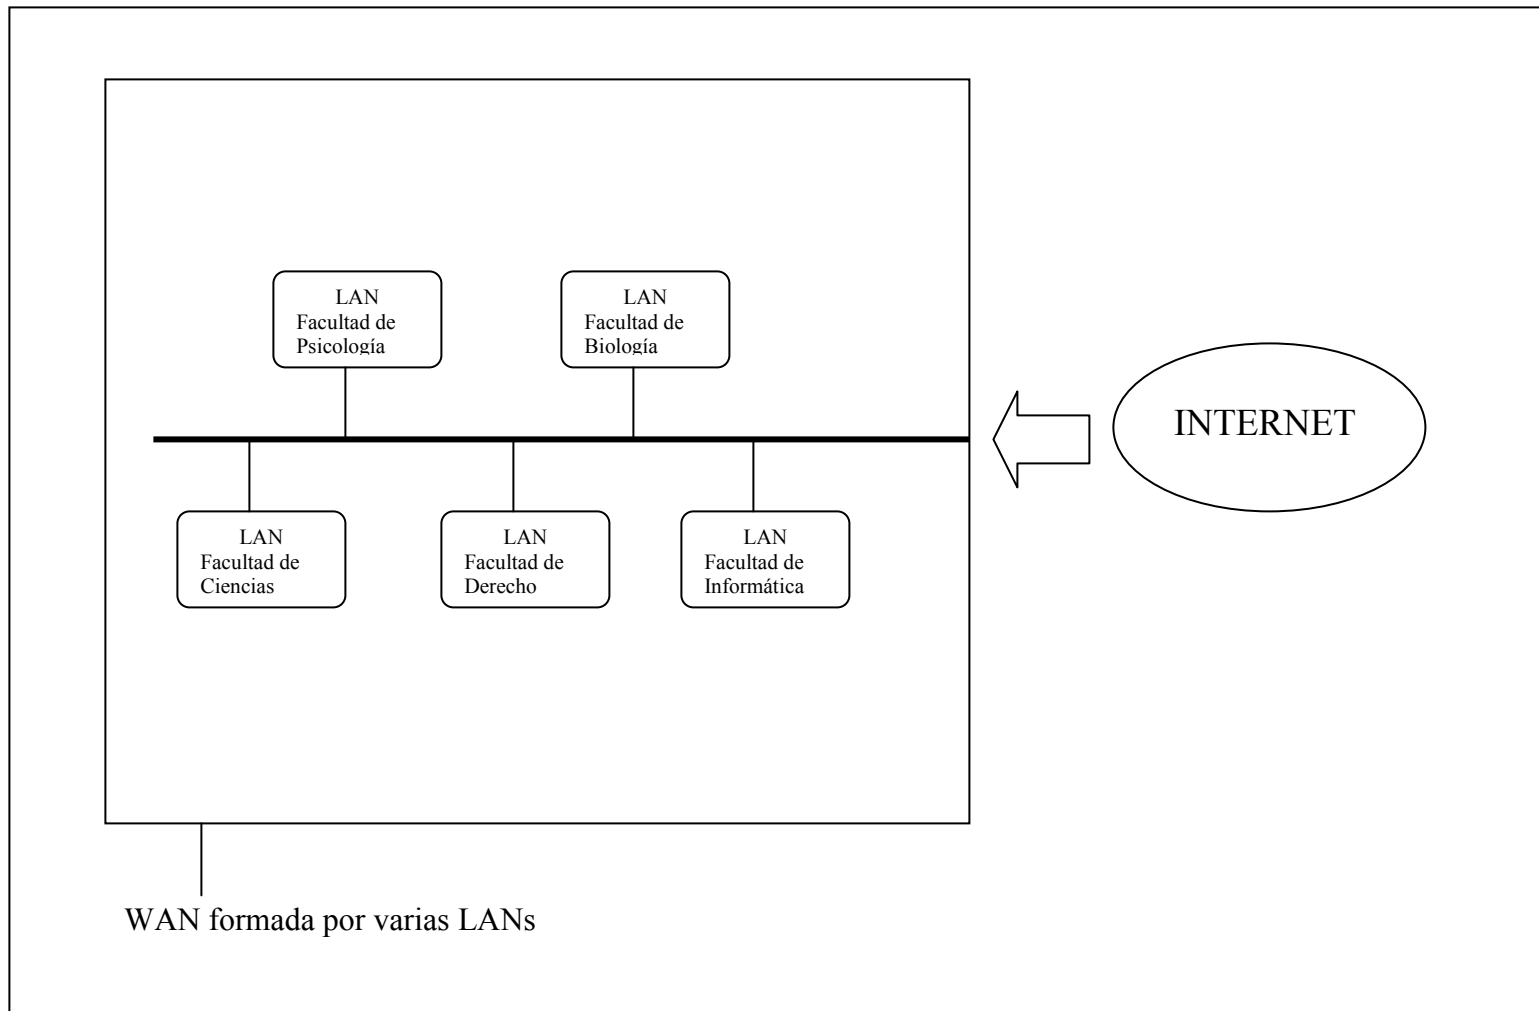 LAN
Facultad de
Psicología
LAN
Facultad de
Biología
INTERNET
LAN
Facultad de
Ciencias
LAN
Facultad de
Derecho
LAN
Facultad de
Informática
WAN formada por varias LANs